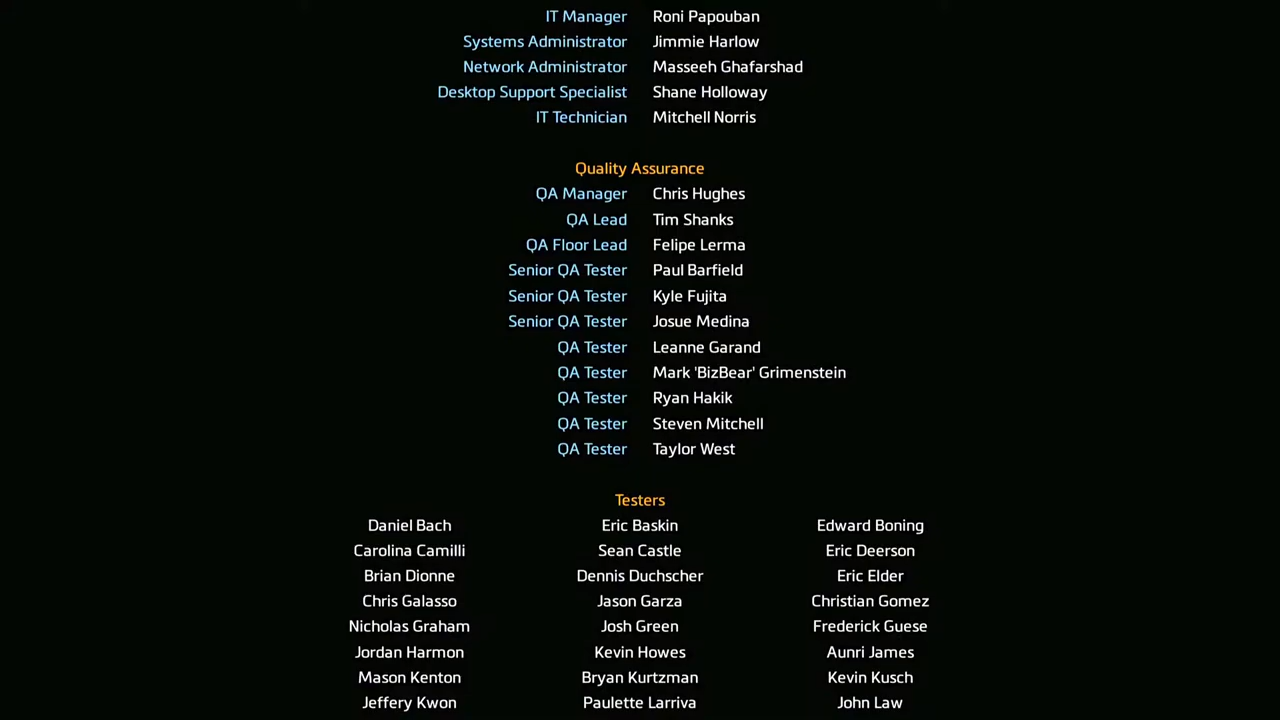 IT Manager Roni Papouban
Systems Administrator Jimmie Harlow
Network Administrator Masseeh Ghafarshad
Desktop Support Specialist Shane Holloway
IT Technician Mitchell Norris
Quality Assurance
QA Manager Chris Hughes
QA Lead Tim Shanks
QA Floor Lead Felipe Lerma
Senior QA Tester Paul Barfield
Senior QA Tester Kyle Fujita
Senior QA Tester Josue Medina
QA Tester Leanne Garand
QA Tester Mark 'BizBear' Grimenstein
QA Tester Ryan Hakik
QA Tester Steven Mitchell
QA Tester Taylor West
Testers
Daniel Bach Eric Baskin Edward Boning
Carolina Camilli Sean Castle Eric Deerson
Brian Dionne Dennis Duchscher Eric Elder
Chris Galasso Jason Garza Christian Gomez
Nicholas Graham Josh Green Frederick Guese
Jordan Harmon Kevin Howes Aunri James
Mason Kenton Bryan Kurtzman Kevin Kusch
Jeffery Kwon Paulette Larriva John Law